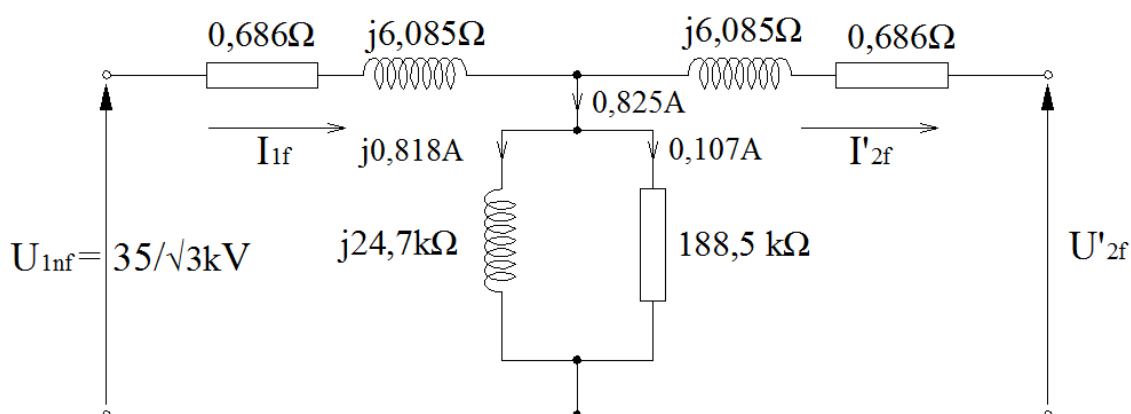 0,686Ω j6,085Ω j6,085Ω 0,686Ω
0,825A
I1f j0,818A 0,107A I'2f
U1nf= 35/√3kV j24,7kΩ 188,5 kΩ U'2f